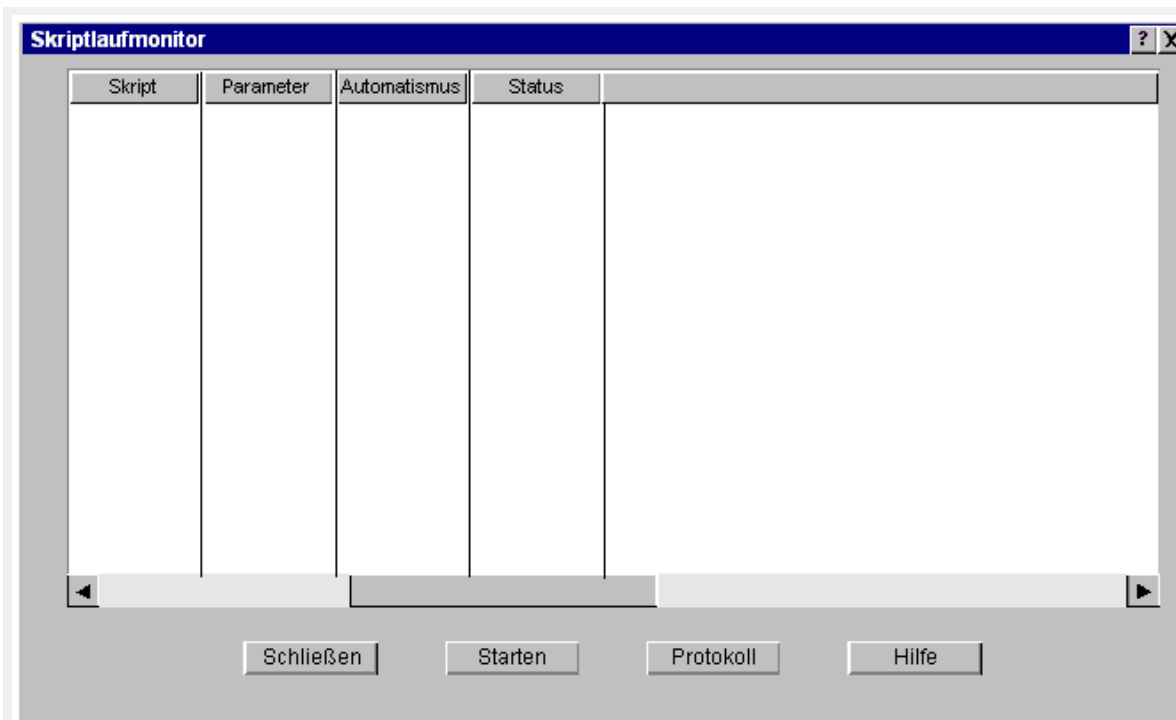 Skriptlaufmonitor ? X
Skript Parameter Automatismus Status
Schließen Starten Protokoll Hilfe